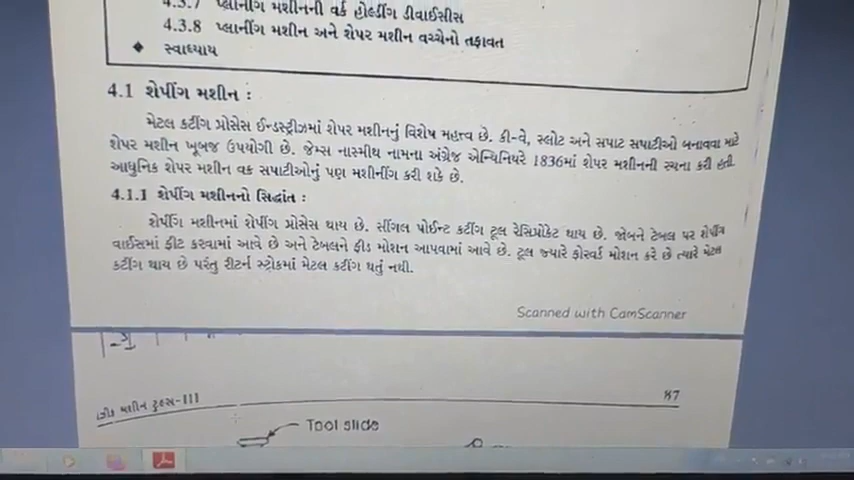 4.3.7 પ્લાનીંગ મશીનની વર્ક હોલ્ડીંગ ડીવાઈસીસ
4.3.8 પ્લાનીંગ મશીન અને શેપર મશીન વચ્ચેનો તફાવત
◆ સ્વાધ્યાય
4.1 શેપીંગ મશીન :
મેટલ કટીંગ પ્રોસેસ ઈન્ડસ્ટ્રીઝમાં શેપર મશીનનું વિશેષ મહત્ત્વ છે. કી-વે, સ્લોટ અને સપાટ સપાટીઓ બનાવવા માટે
શેપર મશીન ખૂબજ ઉપયોગી છે. જેમ્સ નાસ્મીથ નામના અંગ્રેજ એન્જિનિયરે 1836માં શેપર મશીનની રચના કરી હતી
આધુનિક શેપર મશીન વક્ર સપાટીઓનું પણ મશીનીંગ કરી શકે છે.
4.1.1 શેપીંગ મશીનનો સિદ્ધાંત :
શેપીંગ મશીનમાં શેપીંગ પ્રોસેસ થાય છે. સીંગલ પોઈન્ટ કટીંગ ટૂલ રેસિપ્રોકેટ થાય છે. જોબને ટેબલ પર શેપીંગ
વાઈસમાં ફીટ કરવામાં આવે છે અને ટેબલને ફીડ મોશન આપવામાં આવે છે. ટૂલ જ્યારે ફોરવર્ડ મોશન કરે છે ત્યારે મેટલ
કટીંગ થાય છે પરંતુ રીટર્ન સ્ટ્રોકમાં મેટલ કટીંગ થતું નથી.
Scanned with CamScanner
મશીન ટુલ્સ-III
87
Tool slide